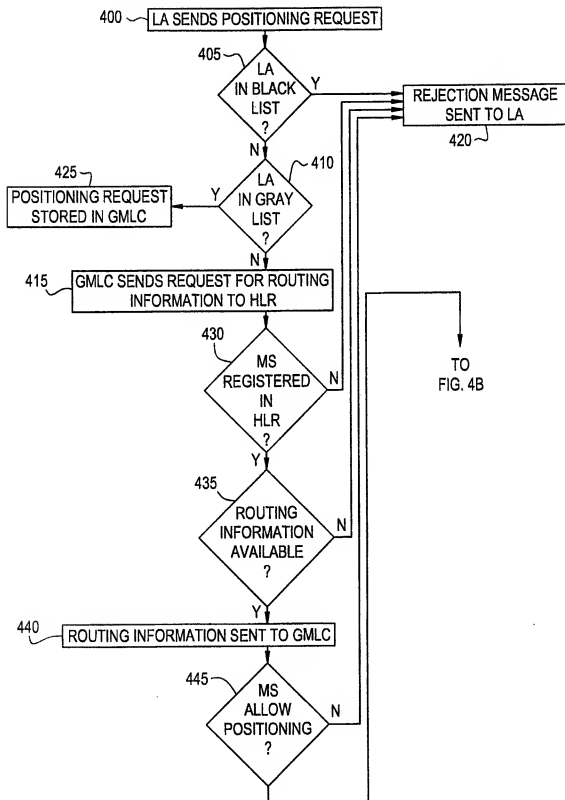 400
LA SENDS POSITIONING REQUEST
405
LA
IN BLACK
LIST
?
Y
N
REJECTION MESSAGE
SENT TO LA
420
410
LA
IN GRAY
LIST
?
Y
N
425
POSITIONING REQUEST
STORED IN GMLC
415
GMLC SENDS REQUEST FOR ROUTING
INFORMATION TO HLR
430
MS
REGISTERED
IN
HLR
?
N
Y
TO
FIG. 4B
435
ROUTING
INFORMATION
AVAILABLE
?
N
Y
440
ROUTING INFORMATION SENT TO GMLC
445
MS
ALLOW
POSITIONING
?
N